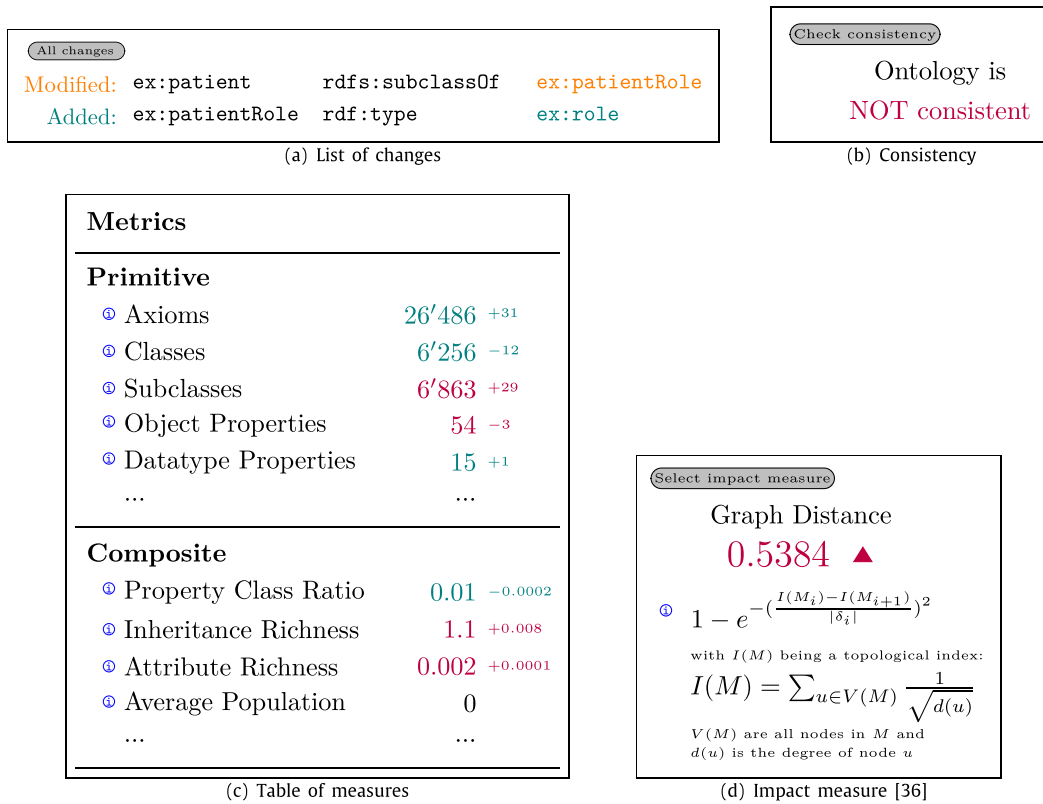 All changes
Modified: ex:patient rdfs:subclassOf ex:patientRole
Added: ex:patientRole rdf:type ex:role
(a) List of changes
Check consistency
Ontology is
NOT consistent
(b) Consistency
Metrics
Primitive
i Axioms 26′486 +31
i Classes 6′256 −12
i Subclasses 6′863 +29
i Object Properties 54 −3
i Datatype Properties 15 +1
... ...
Composite
i Property Class Ratio 0.01 −0.0002
i Inheritance Richness 1.1 +0.008
i Attribute Richness 0.002 +0.0001
i Average Population 0
... ...
(c) Table of measures
Select impact measure
Graph Distance
0.5384 ▲
i 1 − e^{−(\frac{I(M_i)−I(M_{i+1})}{|δ_i|})^2}
with I(M) being a topological index:
I(M) = ∑_{u∈V(M)} \frac{1}{\sqrt{d(u)}}
V(M) are all nodes in M and
d(u) is the degree of node u
(d) Impact measure [36]